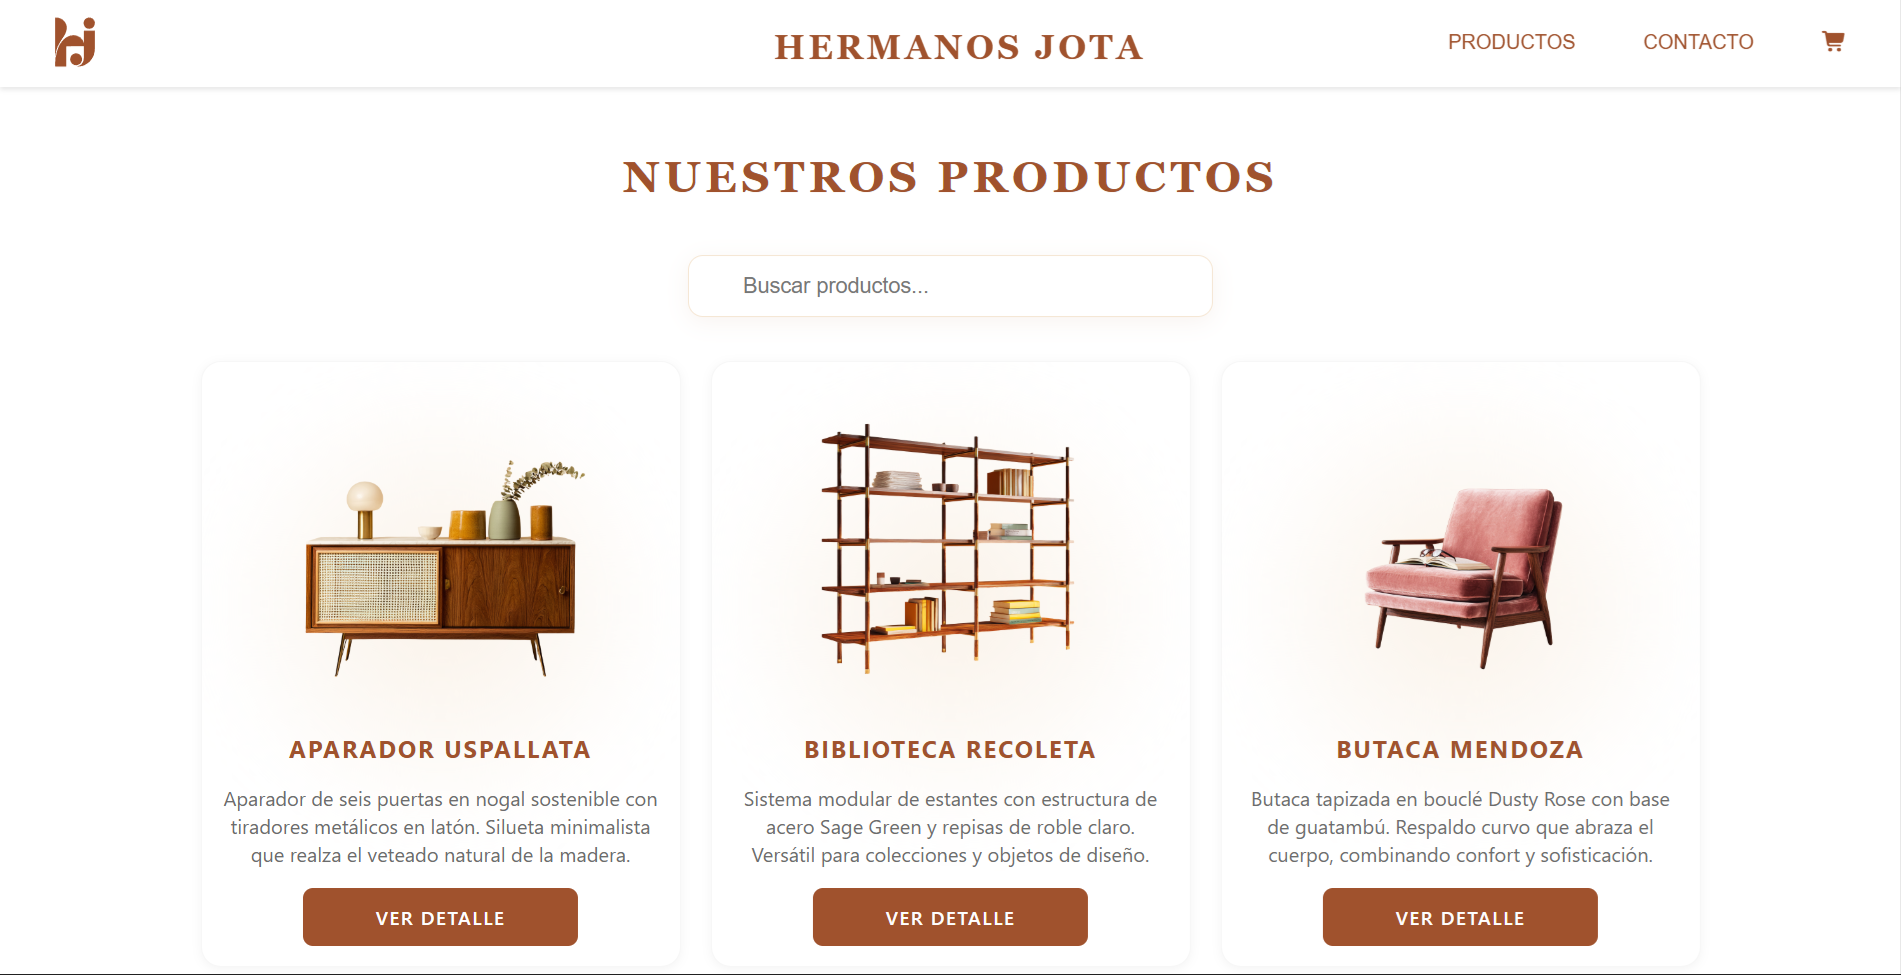 HERMANOS JOTA
PRODUCTOS
CONTACTO
NUESTROS PRODUCTOS
Buscar productos...
APARADOR USPALLATA
Aparador de seis puertas en nogal sostenible con
tiradores metálicos en latón. Silueta minimalista
que realza el veteado natural de la madera.
VER DETALLE
BIBLIOTECA RECOLETA
Sistema modular de estantes con estructura de
acero Sage Green y repisas de roble claro.
Versátil para colecciones y objetos de diseño.
VER DETALLE
BUTACA MENDOZA
Butaca tapizada en bouclé Dusty Rose con base
de guatambú. Respaldo curvo que abraza el
cuerpo, combinando confort y sofisticación.
VER DETALLE